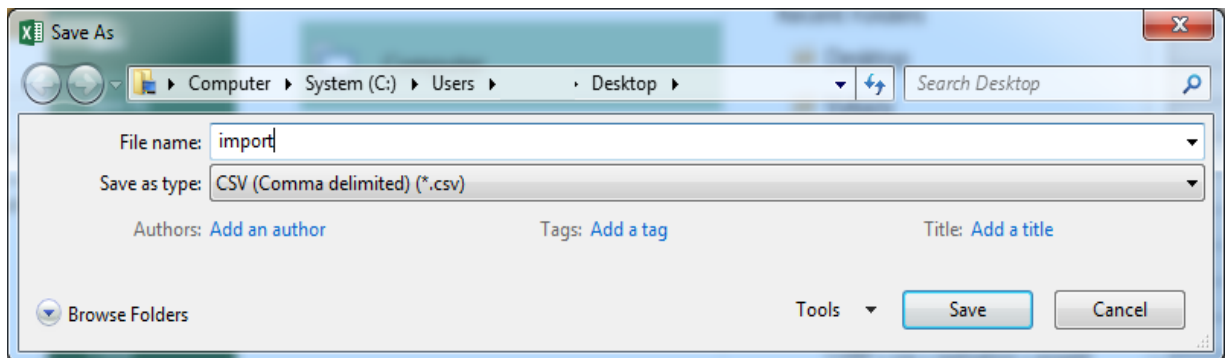 Save As
Computer System (C:) Users Desktop Search Desktop
File name: import
Save as type: CSV (Comma delimited) (*.csv)
Authors: Add an author Tags: Add a tag Title: Add a title
Browse Folders Tools Save Cancel